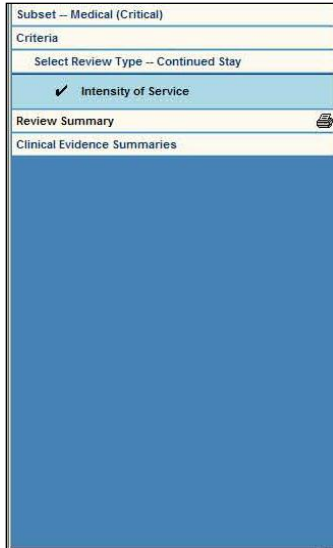 Subset -- Medical (Critical)
Criteria
Select Review Type -- Continued Stay
✔ Intensity of Service
Review Summary
Clinical Evidence Summaries